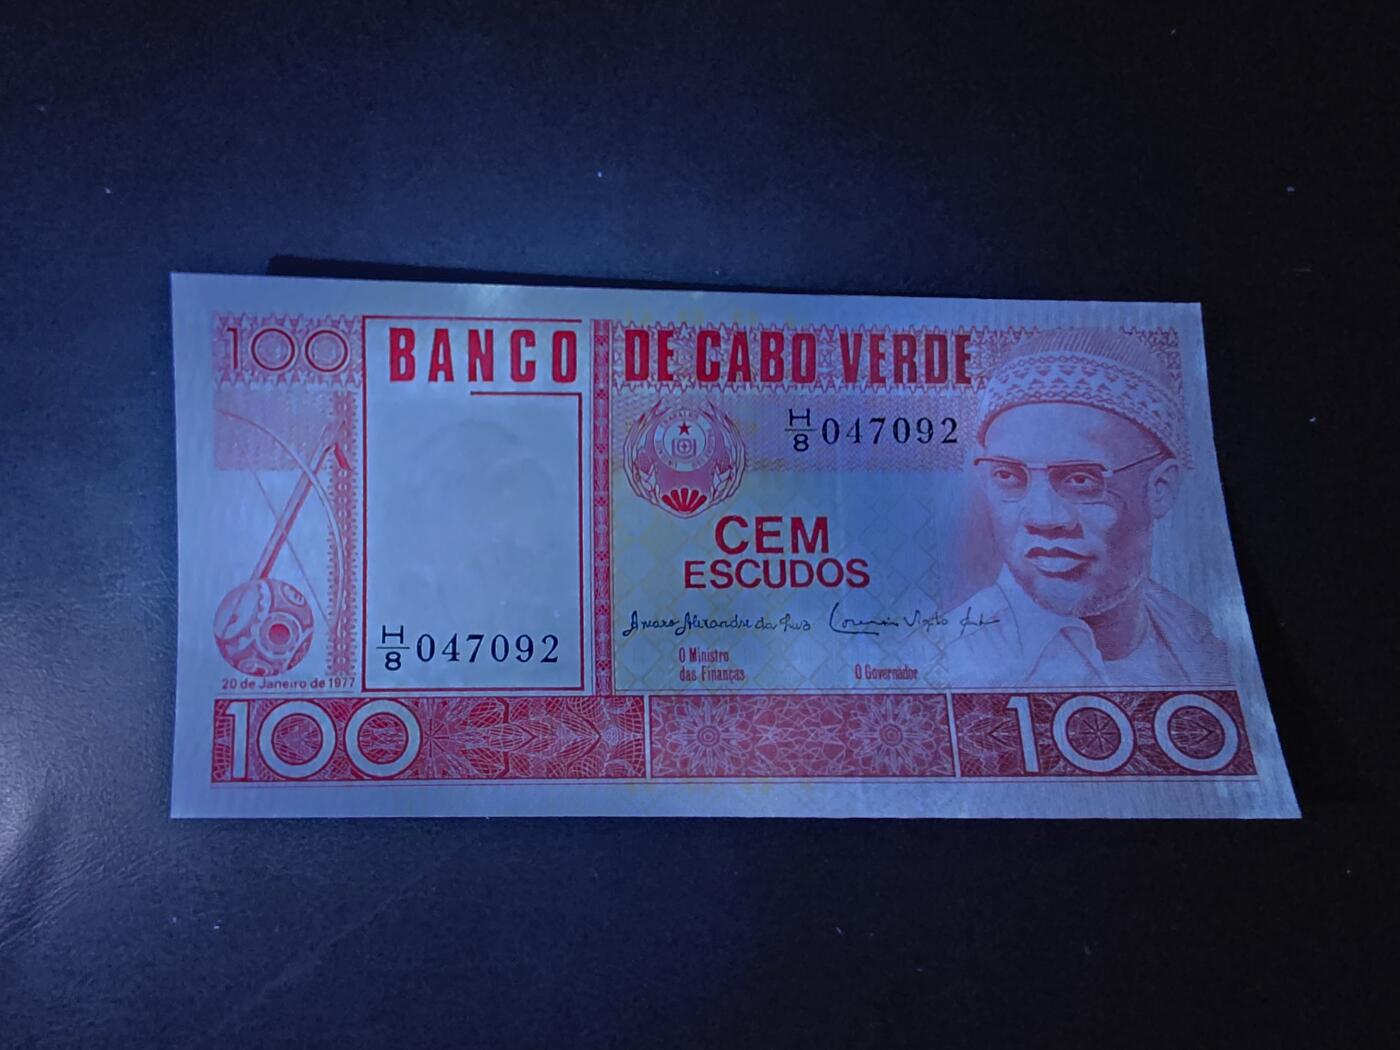 100
BANCO DE CABO VERDE
H/8 047092
CEM
ESCUDOS
H/8 047092
O Ministro
das Finanças
O Governador
20 de Janeiro de 1977
100
100